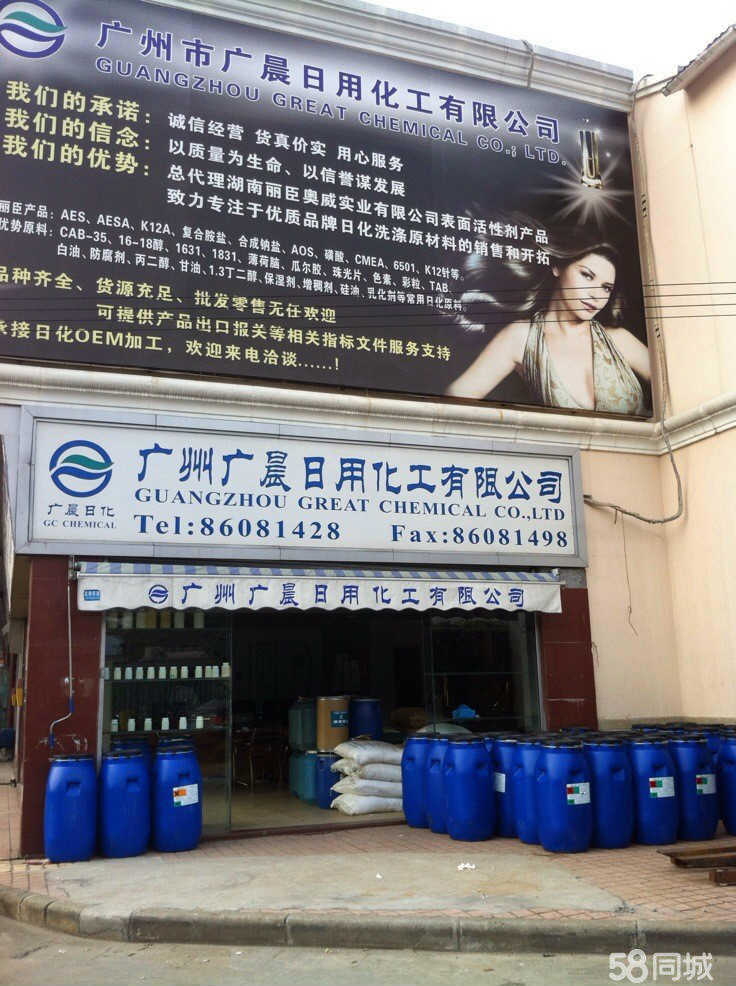 广州市广晨日用化工有限公司
GUANGZHOU GREAT CHEMICAL CO.; LTD.
我们的承诺：诚信经营 货真价实 用心服务
我们的信念：以质量为生命、以信誉谋发展
我们的优势：总代理湖南丽臣奥威实业有限公司表面活性剂产品
致力专注于优质品牌日化洗涤原材料的销售和开拓
丽臣产品：AES、AESA、K12A、复合胺盐、合成钠盐、AOS、磺酸、CMEA、6501、K12针等。
优势原料：CAB-35、16-18醇、1631、1831、薄荷脑、瓜尔胶、珠光片、色素、彩粒、TAB、
白油、防腐剂、丙二醇、甘油、1.3丁二醇、保湿剂、增稠剂、硅油、乳化剂等常用日化原料。
品种齐全、货源充足、批发零售无任欢迎
可提供产品出口报关等相关指标文件服务支持
承接日化OEM加工，欢迎来电洽谈......!
广州广晨日用化工有限公司
GUANGZHOU GREAT CHEMICAL CO.,LTD
广晨日化
GC CHEMICAL
Tel:86081428 Fax:86081498
广州广晨日用化工有限公司
58同城